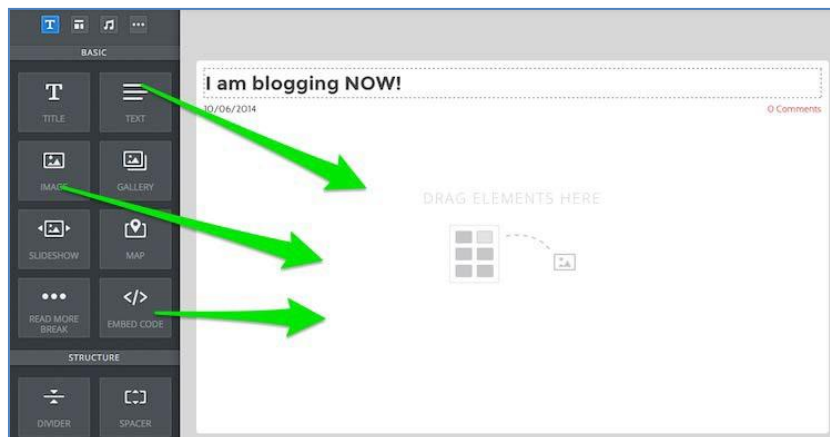 T
BASIC
T
TITLE
TEXT
IMAGE
GALLERY
SLIDESHOW
MAP
READ MORE
BREAK
</>
EMBED CODE
STRUCTURE
DIVIDER
SPACER
I am blogging NOW!
10/06/2014
0 Comments
DRAG ELEMENTS HERE